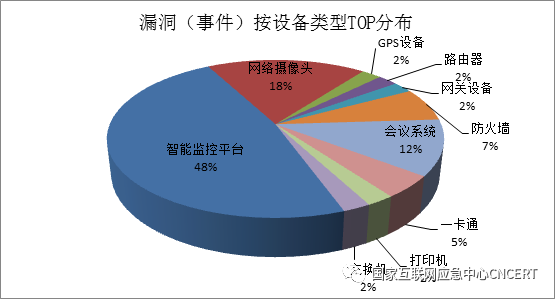 漏洞（事件）按设备类型TOP分布
网络摄像头
18%
GPS设备
2%
路由器
2%
网关设备
2%
防火墙
7%
会议系统
12%
智能监控平台
48%
一卡通
5%
打印机
2%
换机
2%
国家互联网应急中心CNCERT